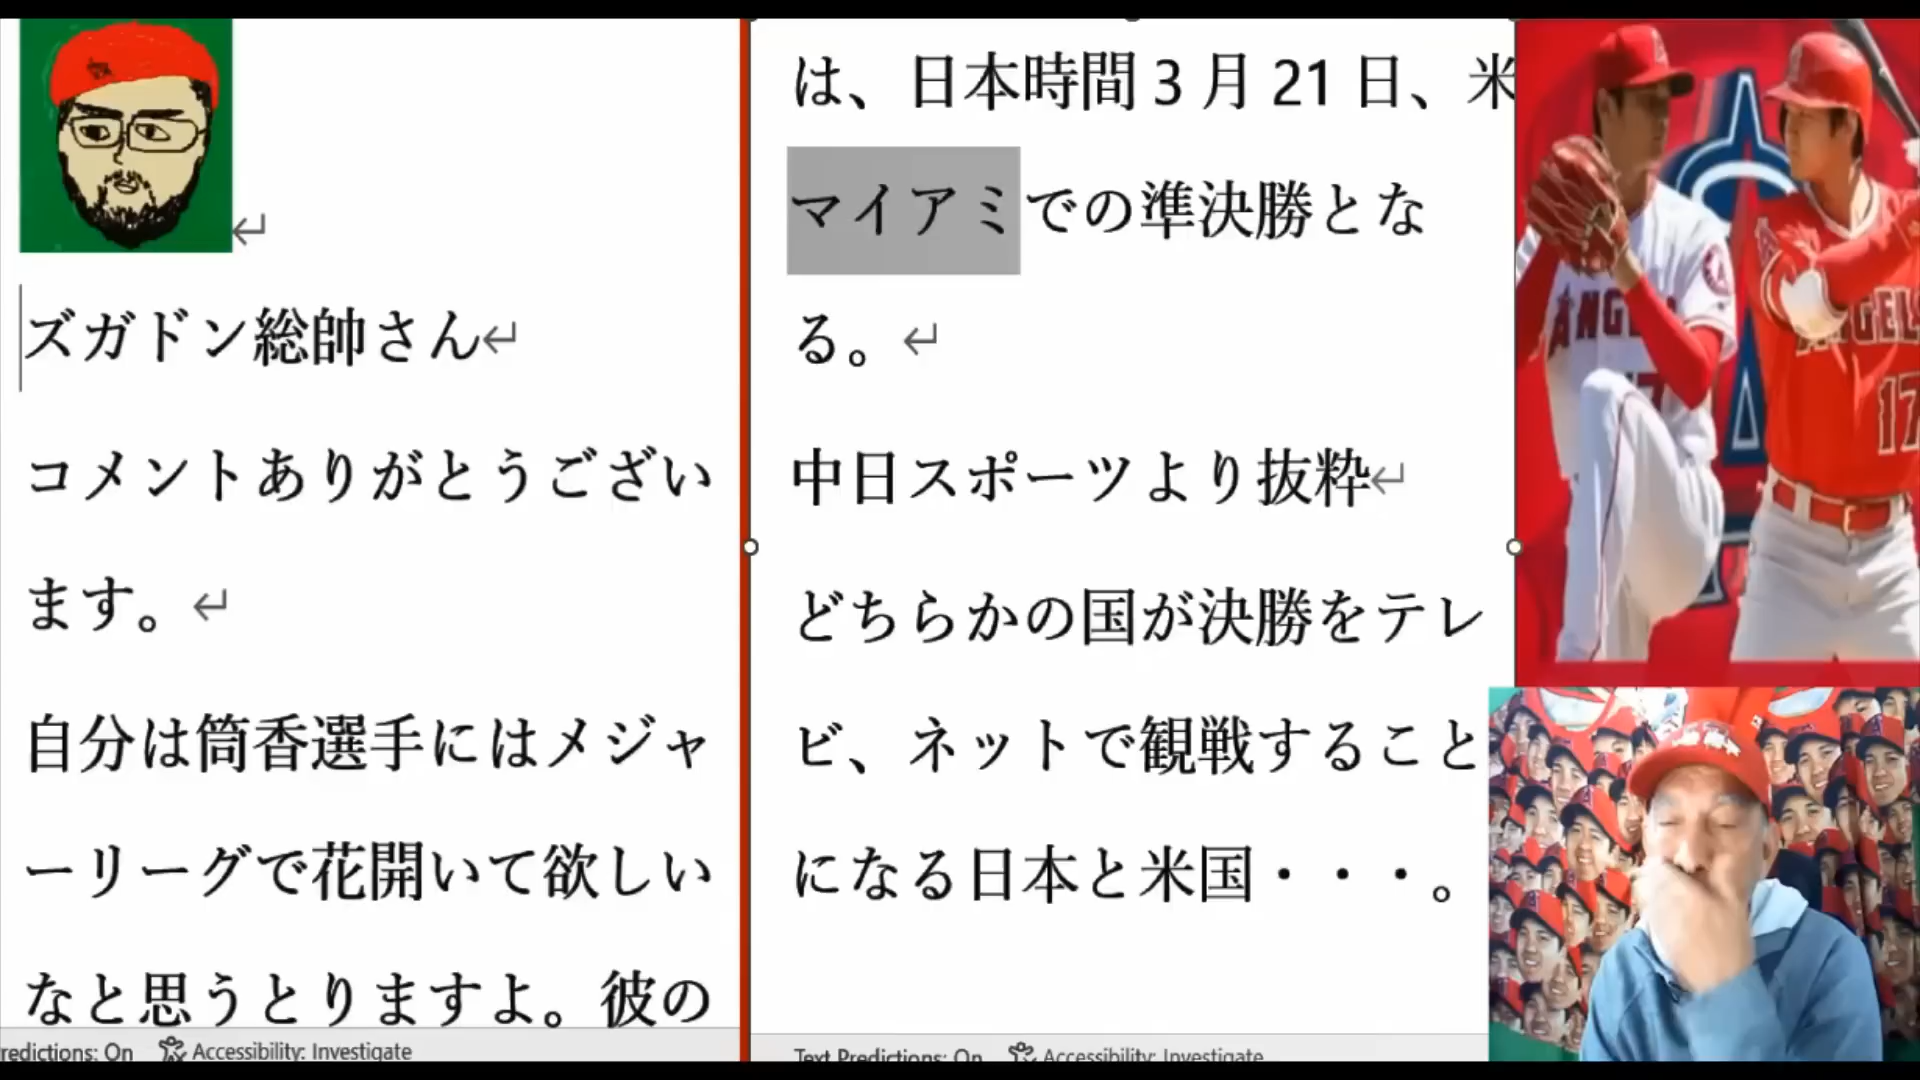 ズガドン総帥さん
コメントありがとうござい
ます。
自分は筒香選手にはメジャ
ーリーグで花開いて欲しい
なと思うとりますよ。彼の
redictions: On Accessibility: Investigate
は、日本時間3月21日、米
マイアミでの準決勝とな
る。
中日スポーツより抜粋
どちらかの国が決勝をテレ
ビ、ネットで観戦すること
になる日本と米国・・・。
Text Predictions: On Accessibility: Investigate
ANGELS
17